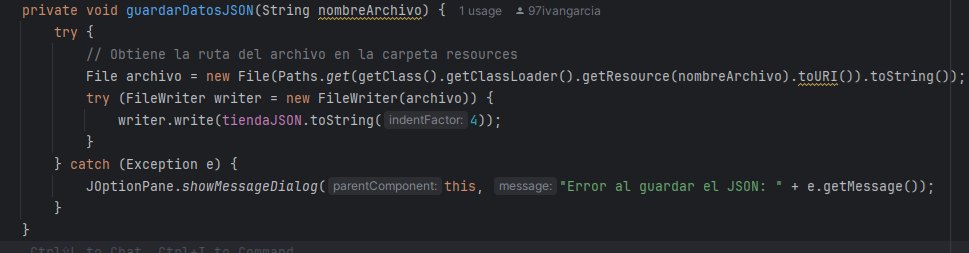 private void guardarDatosJSON(String nombreArchivo) { 1 usage 97ivangarcia
try {
// Obtiene la ruta del archivo en la carpeta resources
File archivo = new File(Paths.get(getClass().getClassLoader().getResource(nombreArchivo).toURI()).toString());
try (FileWriter writer = new FileWriter(archivo)) {
writer.write(tiendaJSON.toString( indentFactor: 4));
}
} catch (Exception e) {
JOptionPane.showMessageDialog( parentComponent: this, message: "Error al guardar el JSON: " + e.getMessage());
}
}
to Chat, Ctrl+I to Command